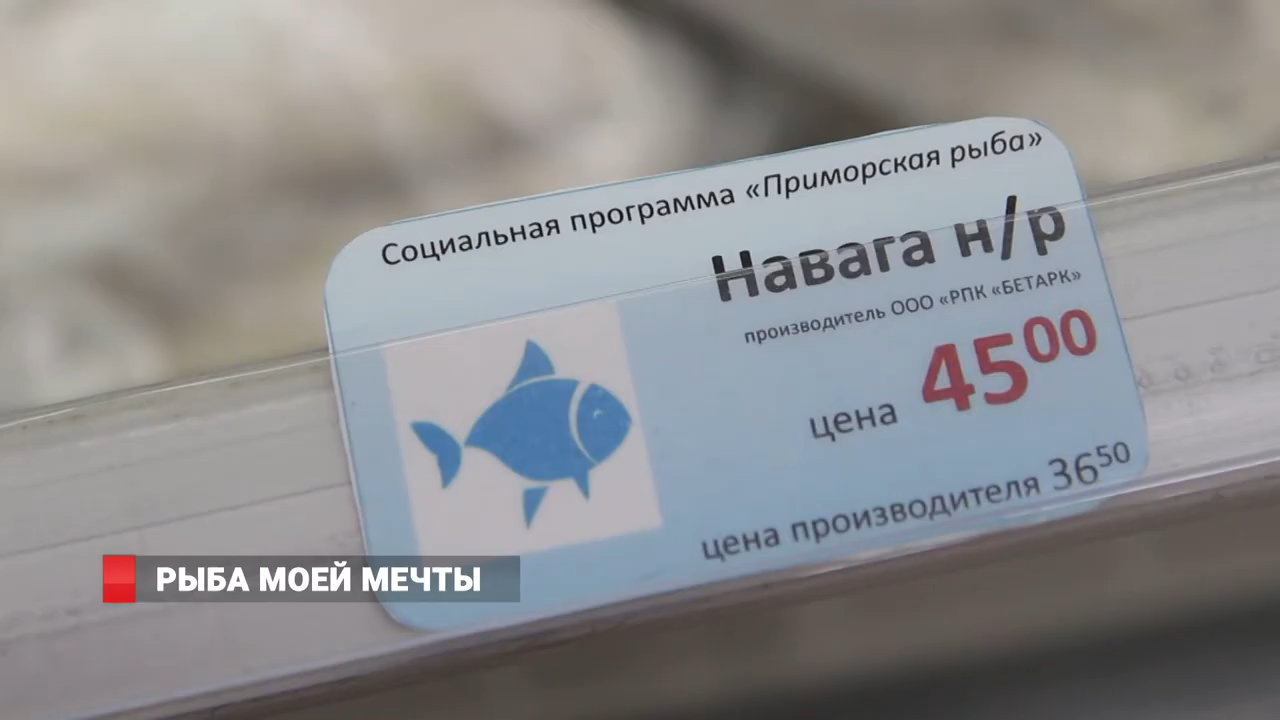 Социальная программа «Приморская рыба»
Навага н/р
производитель ООО «РПК «БЕТАРК»
цена 45⁰⁰
цена производителя 36⁵⁰
РЫБА МОЕЙ МЕЧТЫ